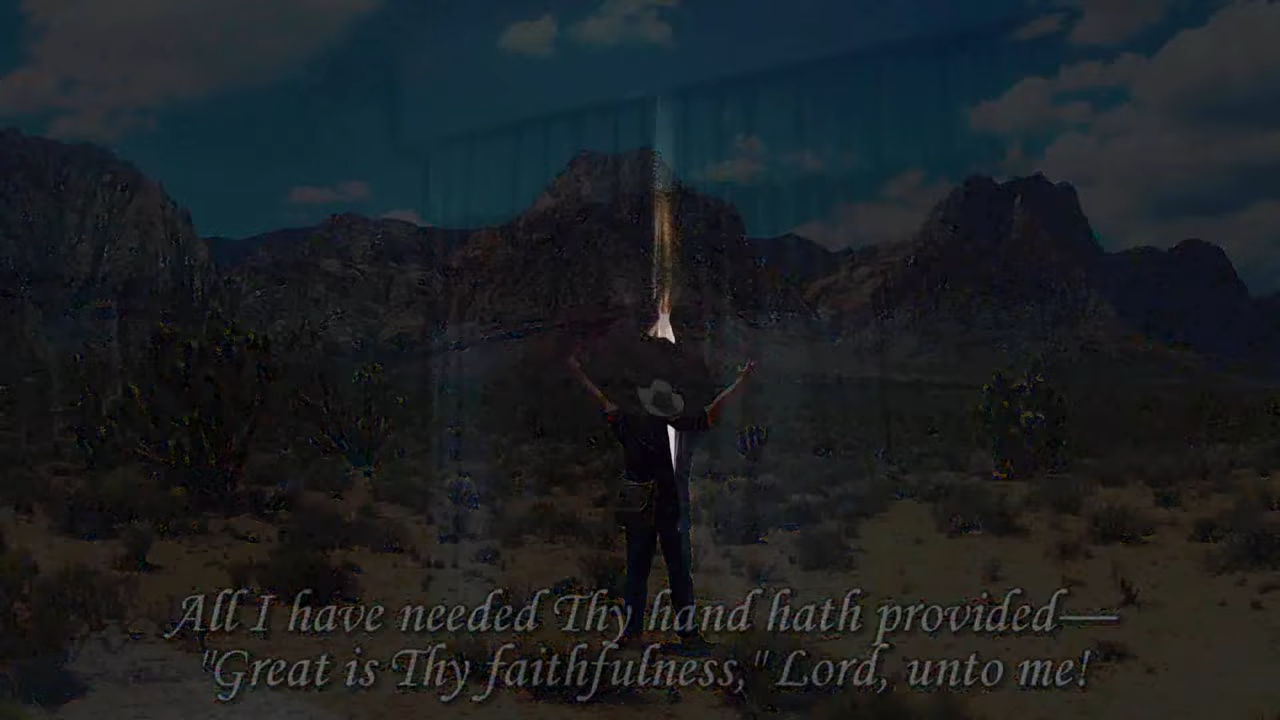 All I have needed Thy hand hath provided—
"Great is Thy faithfulness," Lord, unto me!